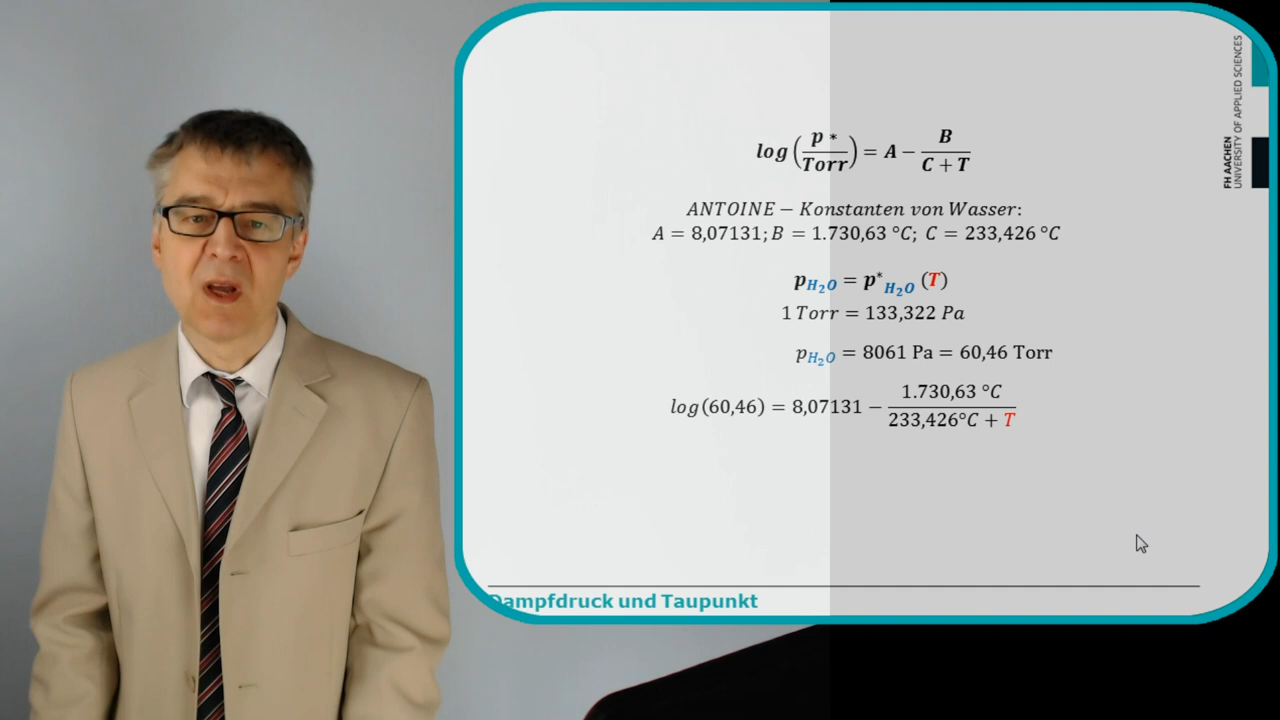 log (p * / Torr) = A − B / (C + T)
ANTOINE − Konstanten von Wasser:
A = 8,07131; B = 1.730,63 °C; C = 233,426 °C
p_H₂O = p*_H₂O (T)
1 Torr = 133,322 Pa
p_H₂O = 8061 Pa = 60,46 Torr
log(60,46) = 8,07131 − 1.730,63 °C / (233,426°C + T)
Dampfdruck und Taupunkt
FH AACHEN
UNIVERSITY OF APPLIED SCIENCES